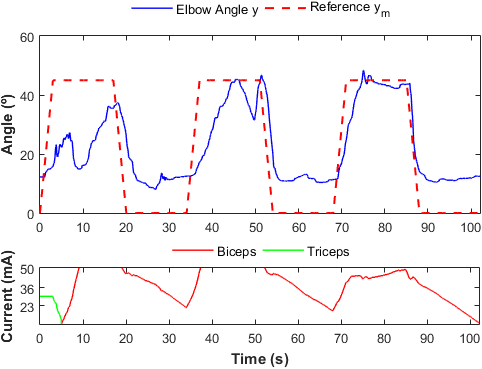 Elbow Angle y Reference y_m
60
40
20
0
Angle (º)
0 10 20 30 40 50 60 70 80 90 100
Biceps Triceps
50
36
23
Current (mA)
0 10 20 30 40 50 60 70 80 90 100
Time (s)